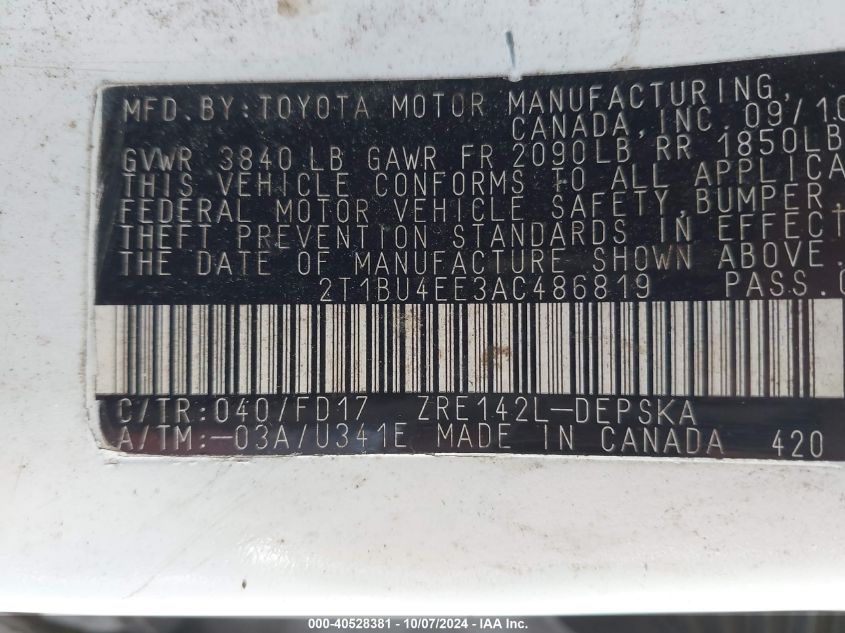 MFD. BY: TOYOTA MOTOR MANUFACTURING,
CANADA, INC. 09/10
GVWR 3840 LB GAWR FR 2090LB RR 1850LB
THIS VEHICLE CONFORMS TO ALL APPLICA
FEDERAL MOTOR VEHICLE SAFETY, BUMPER,
THEFT PREVENTION STANDARDS IN EFFECT
THE DATE OF MANUFACTURE SHOWN ABOVE.
2T1BU4EE3AC486819 PASS.
C/TR: 040/FD17 ZRE142L-DEPSKA
A/TM: -03A/U341E MADE IN CANADA 420
000-40528381 - 10/07/2024 - IAA Inc.